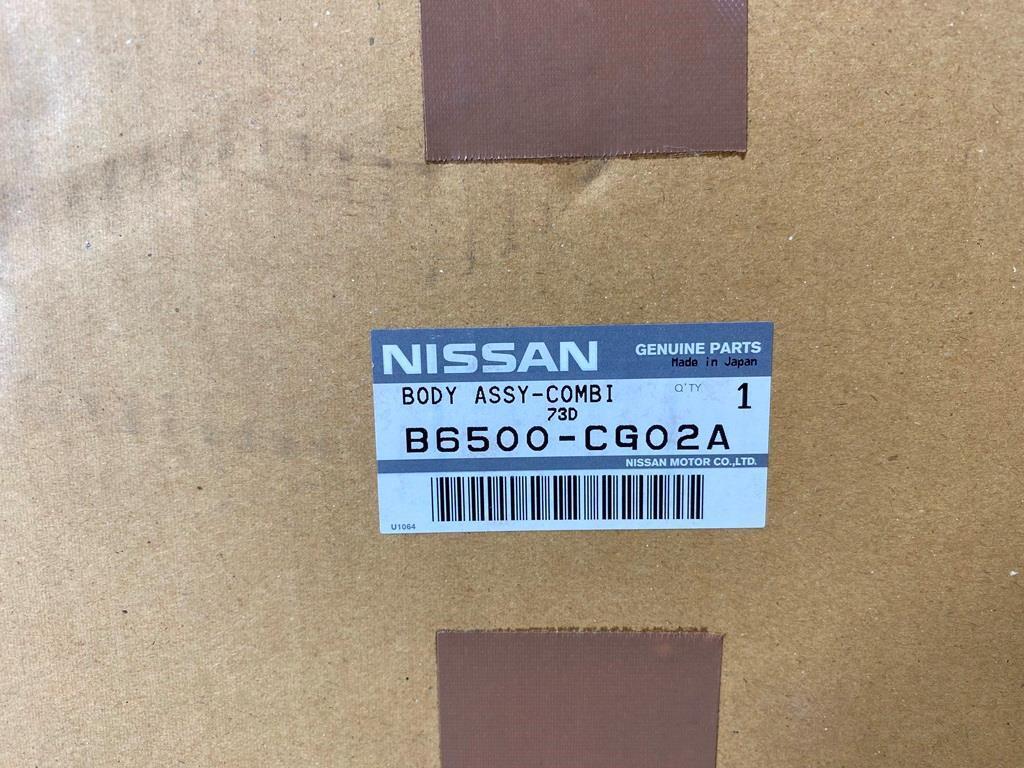 NISSAN GENUINE PARTS
Made in Japan
BODY ASSY-COMBI Q'TY 1
73D
B6500-CG02A
NISSAN MOTOR CO.,LTD.
U1064